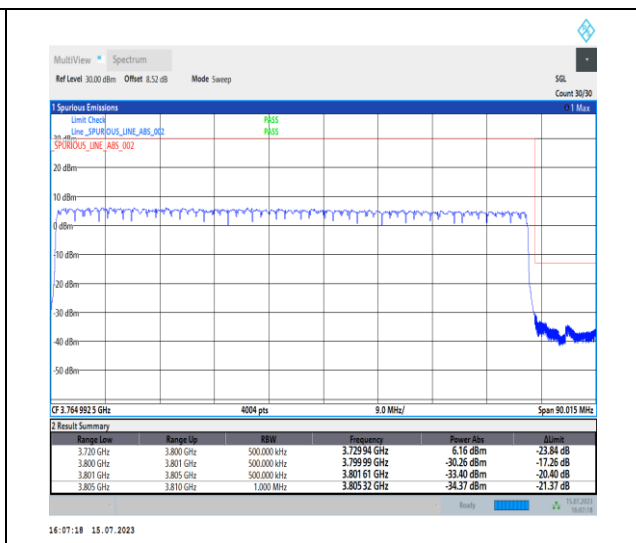 MultiView Spectrum
Ref Level 30.00 dBm Offset 8.52 dB Mode Sweep SGL
Count 30/30
1 Spurious Emissions 1 Max
Limit Check PASS
Line _SPURIOUS_LINE_ABS_002 PASS
30 dBm
SPURIOUS_LINE_ABS_002
20 dBm
10 dBm
0 dBm
-10 dBm
-20 dBm
-30 dBm
-40 dBm
-50 dBm
CF 3.764 992 5 GHz 4004 pts 9.0 MHz/ Span 90.015 MHz
2 Result Summary
Range Low Range Up RBW Frequency Power Abs ΔLimit
3.720 GHz 3.800 GHz 500.000 kHz 3.729 94 GHz 6.16 dBm -23.84 dB
3.800 GHz 3.801 GHz 500.000 kHz 3.799 99 GHz -30.26 dBm -17.26 dB
3.801 GHz 3.805 GHz 500.000 kHz 3.801 61 GHz -33.40 dBm -20.40 dB
3.805 GHz 3.810 GHz 1.000 MHz 3.805 32 GHz -34.37 dBm -21.37 dB
Ready 15.07.2023
16:07:18
16:07:18 15.07.2023